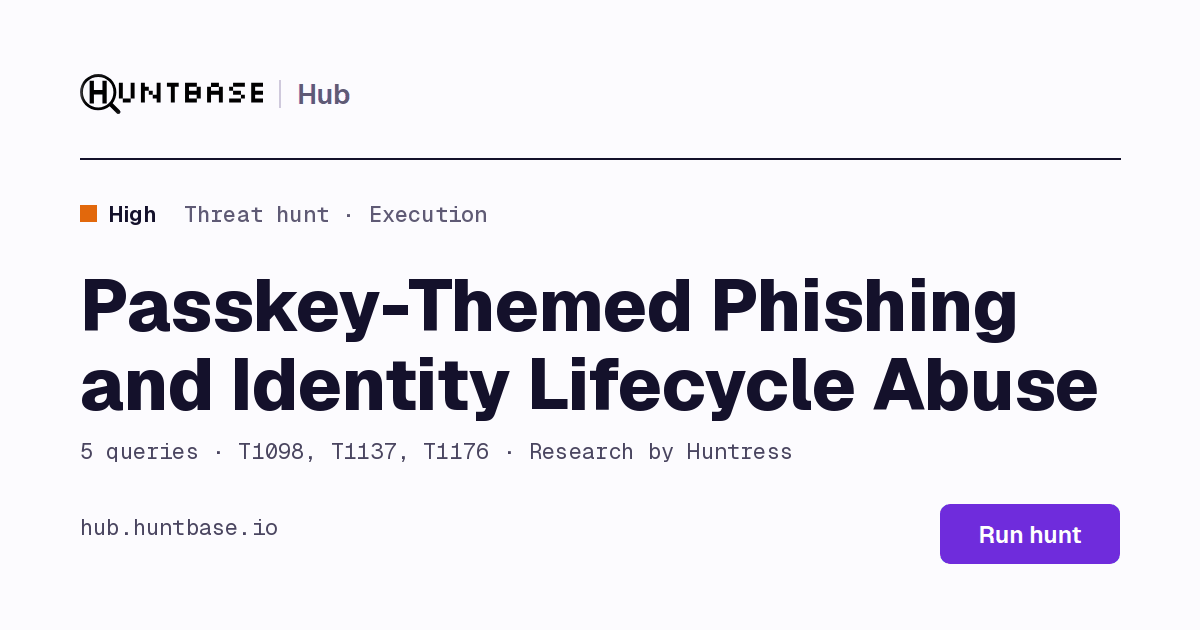 HUNTBASE | Hub
High Threat hunt · Execution
Passkey-Themed Phishing
and Identity Lifecycle Abuse
5 queries · T1098, T1137, T1176 · Research by Huntress
hub.huntbase.io
Run hunt